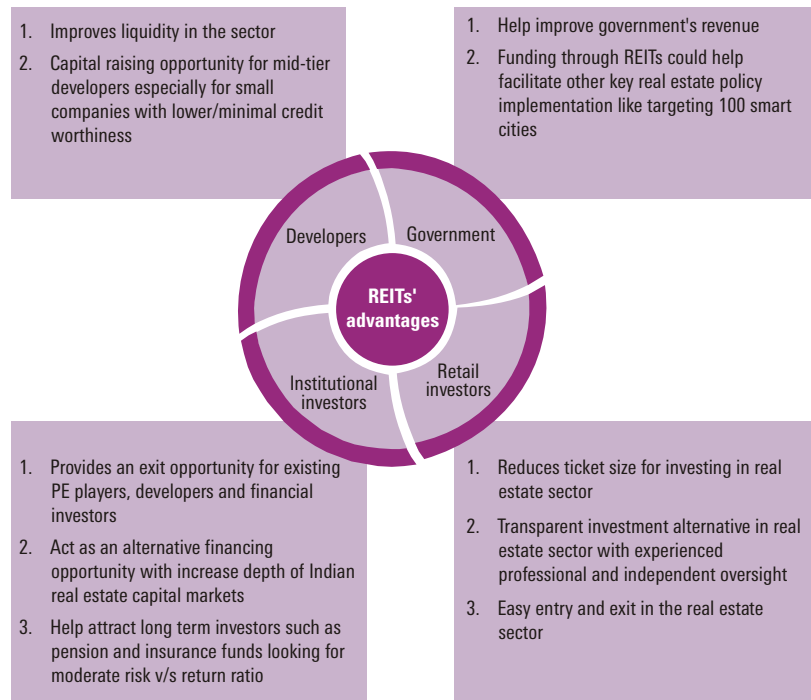 1. Improves liquidity in the sector
2. Capital raising opportunity for mid-tier
developers especially for small
companies with lower/minimal credit
worthiness
1. Help improve government's revenue
2. Funding through REITs could help
facilitate other key real estate policy
implementation like targeting 100 smart
cities
Developers
Government
REITs'
advantages
Institutional
investors
Retail
investors
1. Provides an exit opportunity for existing
PE players, developers and financial
investors
2. Act as an alternative financing
opportunity with increase depth of Indian
real estate capital markets
3. Help attract long term investors such as
pension and insurance funds looking for
moderate risk v/s return ratio
1. Reduces ticket size for investing in real
estate sector
2. Transparent investment alternative in real
estate sector with experienced
professional and independent oversight
3. Easy entry and exit in the real estate
sector